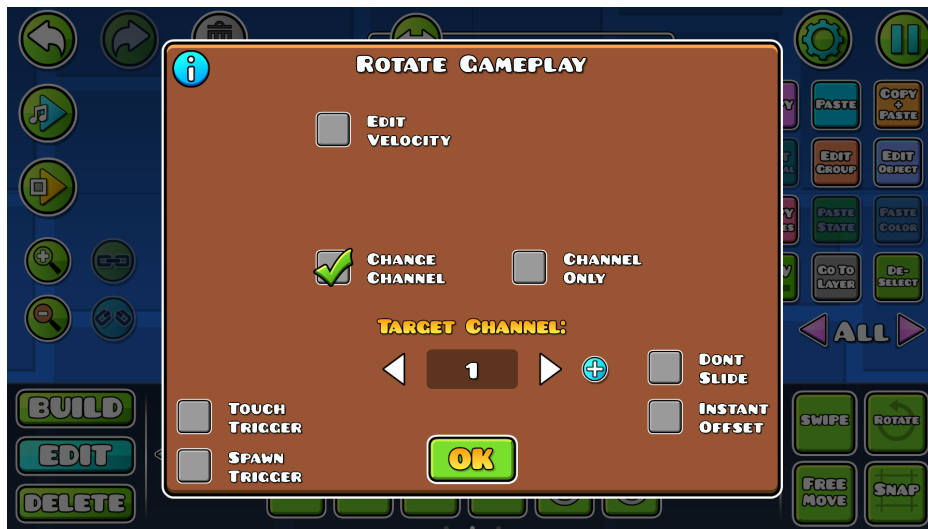 ROTATE GAMEPLAY
EDIT
VELOCITY
CHANGE
CHANNEL
CHANNEL
ONLY
TARGET CHANNEL:
1
DONT
SLIDE
TOUCH
TRIGGER
INSTANT
OFFSET
SPAWN
TRIGGER
OK
BUILD
EDIT
DELETE
PASTE
COPY
+
PASTE
EDIT
GROUP
EDIT
OBJECT
PASTE
STATE
PASTE
COLOR
GO TO
LAYER
DE-
SELECT
ALL
SWIPE
ROTATE
FREE
MOVE
SNAP